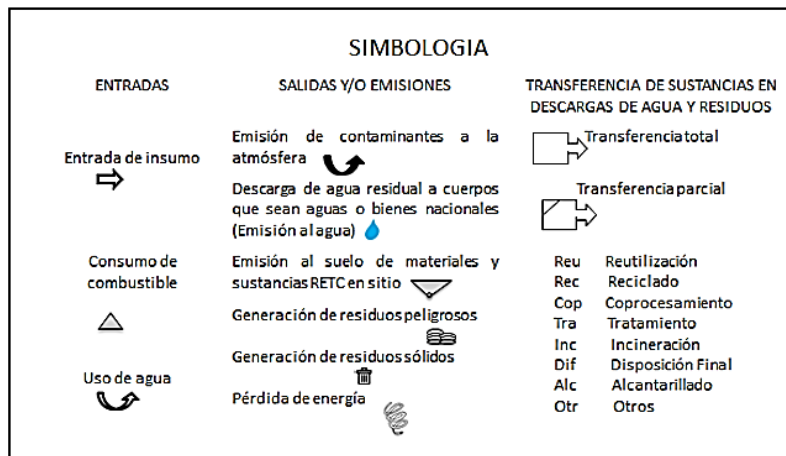 SIMBOLOGIA
ENTRADAS
Entrada de insumo
Consumo de
combustible
Uso de agua
SALIDAS Y/O EMISIONES
Emisión de contaminantes a la
atmósfera
Descarga de agua residual a cuerpos
que sean aguas o bienes nacionales
(Emisión al agua)
Emisión al suelo de materiales y
sustancias RETC en sitio
Generación de residuos peligrosos
Generación de residuos sólidos
Pérdida de energía
TRANSFERENCIA DE SUSTANCIAS EN
DESCARGAS DE AGUA Y RESIDUOS
Transferencia total
Transferencia parcial
Reu Reutilización
Rec Reciclado
Cop Coprocesamiento
Tra Tratamiento
Inc Incineración
Dif Disposición Final
Alc Alcantarillado
Otr Otros